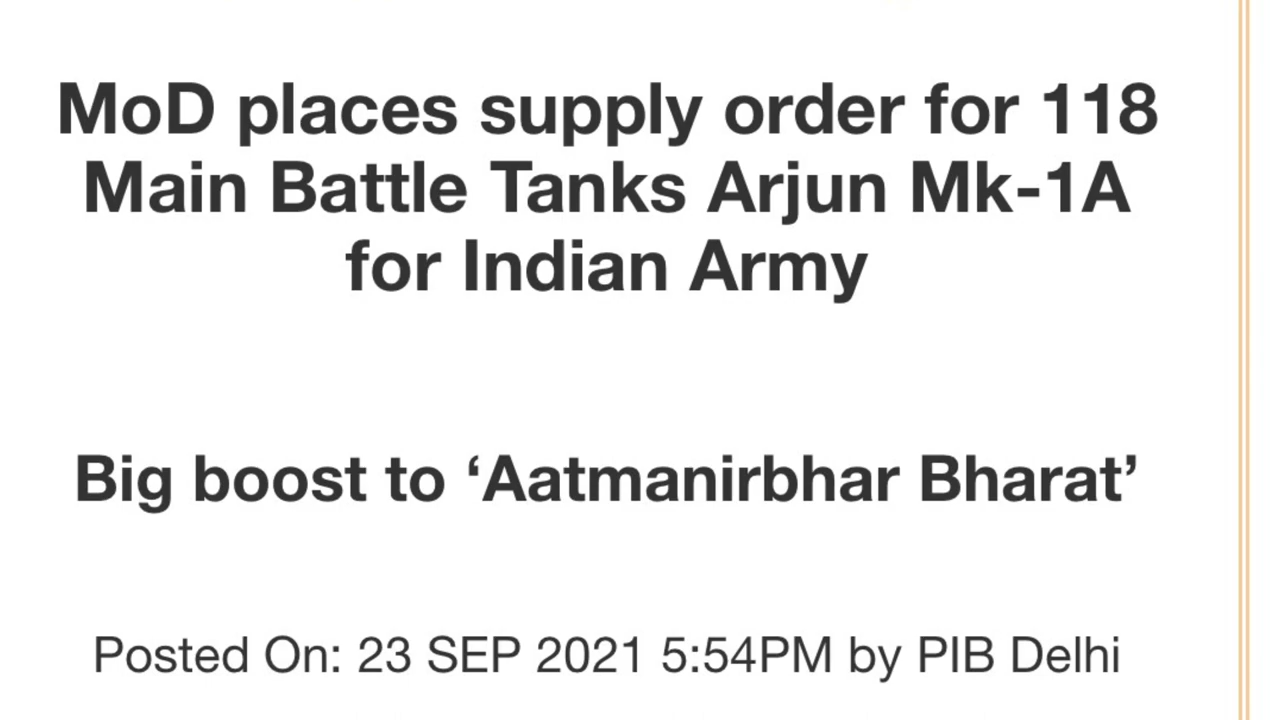 MoD places supply order for 118
Main Battle Tanks Arjun Mk-1A
for Indian Army
Big boost to ‘Aatmanirbhar Bharat’
Posted On: 23 SEP 2021 5:54PM by PIB Delhi